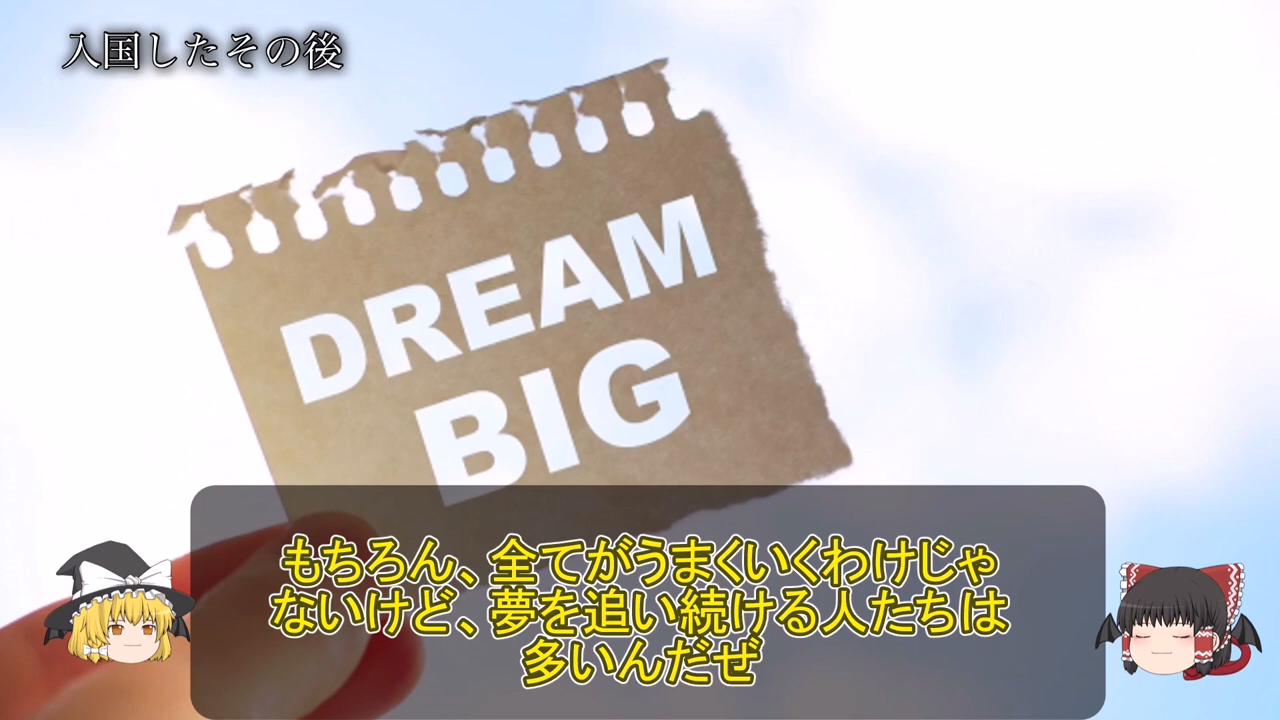 入国したその後
DREAM
BIG
もちろん、全てがうまくいくわけじゃ
ないけど、夢を追い続ける人たちは
多いんだぜ